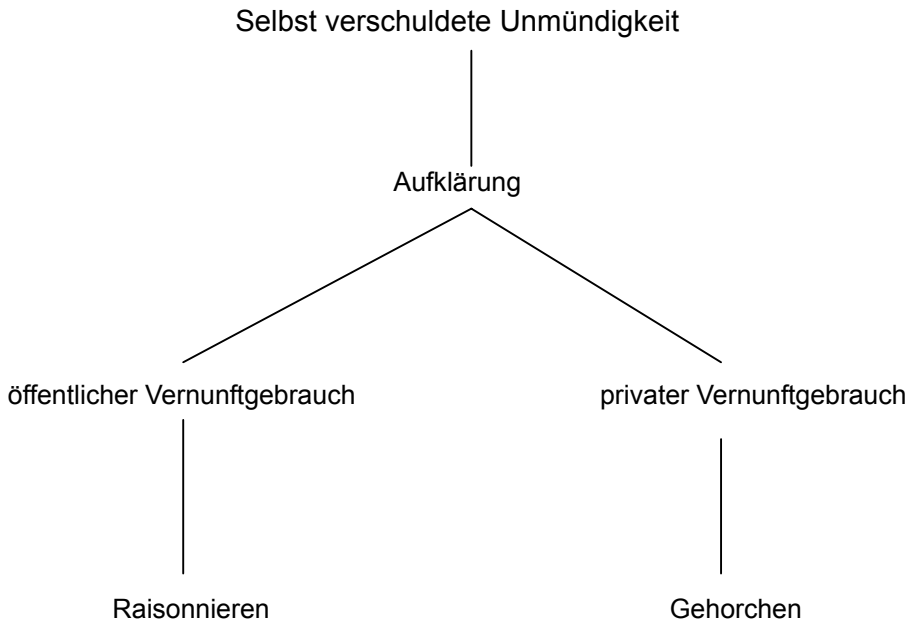 Selbst verschuldete Unmündigkeit
Aufklärung
öffentlicher Vernunftgebrauch
privater Vernunftgebrauch
Raisonnieren
Gehorchen